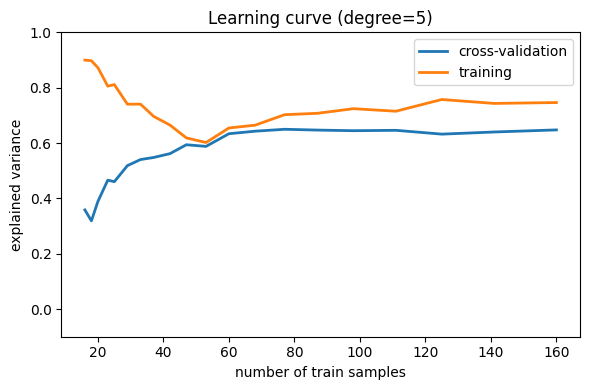 Learning curve (degree=5)
cross-validation
training
explained variance
1.0
0.8
0.6
0.4
0.2
0.0
20 40 60 80 100 120 140 160
number of train samples